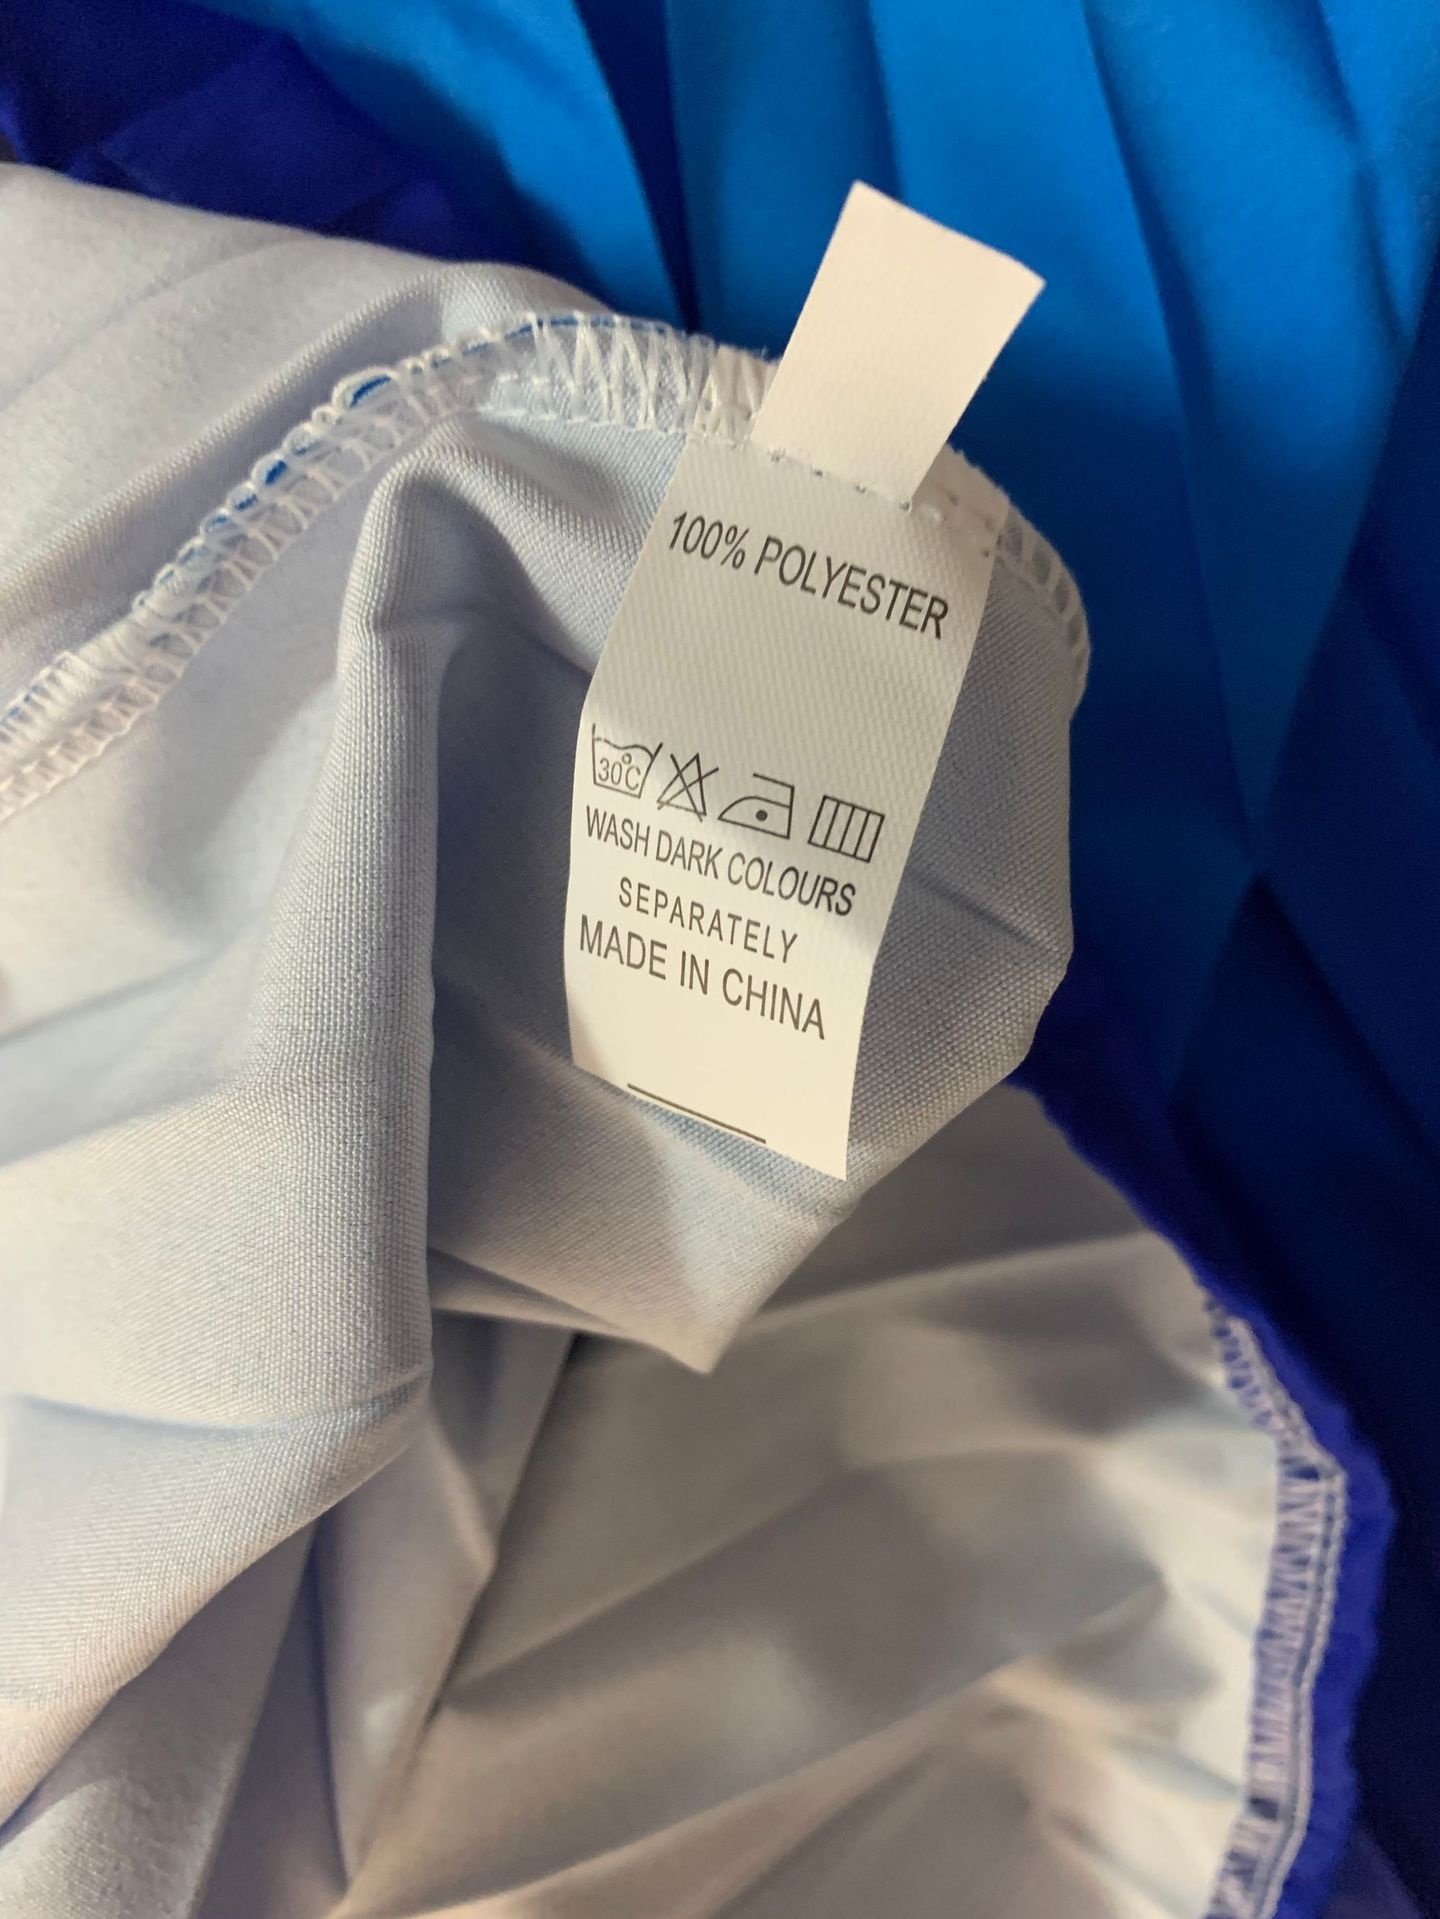 100% POLYESTER
30°C
WASH DARK COLOURS
SEPARATELY
MADE IN CHINA